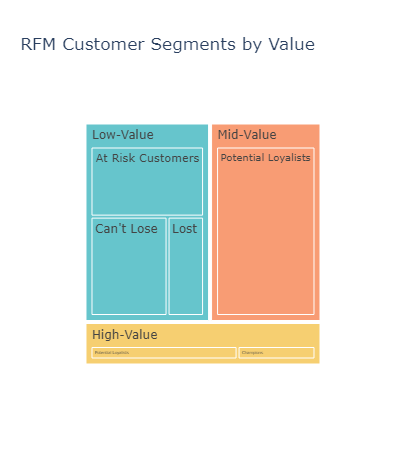 RFM Customer Segments by Value
Low-Value
Mid-Value
At Risk Customers
Potential Loyalists
Can't Lose
Lost
High-Value
Potential Loyalists
Champions